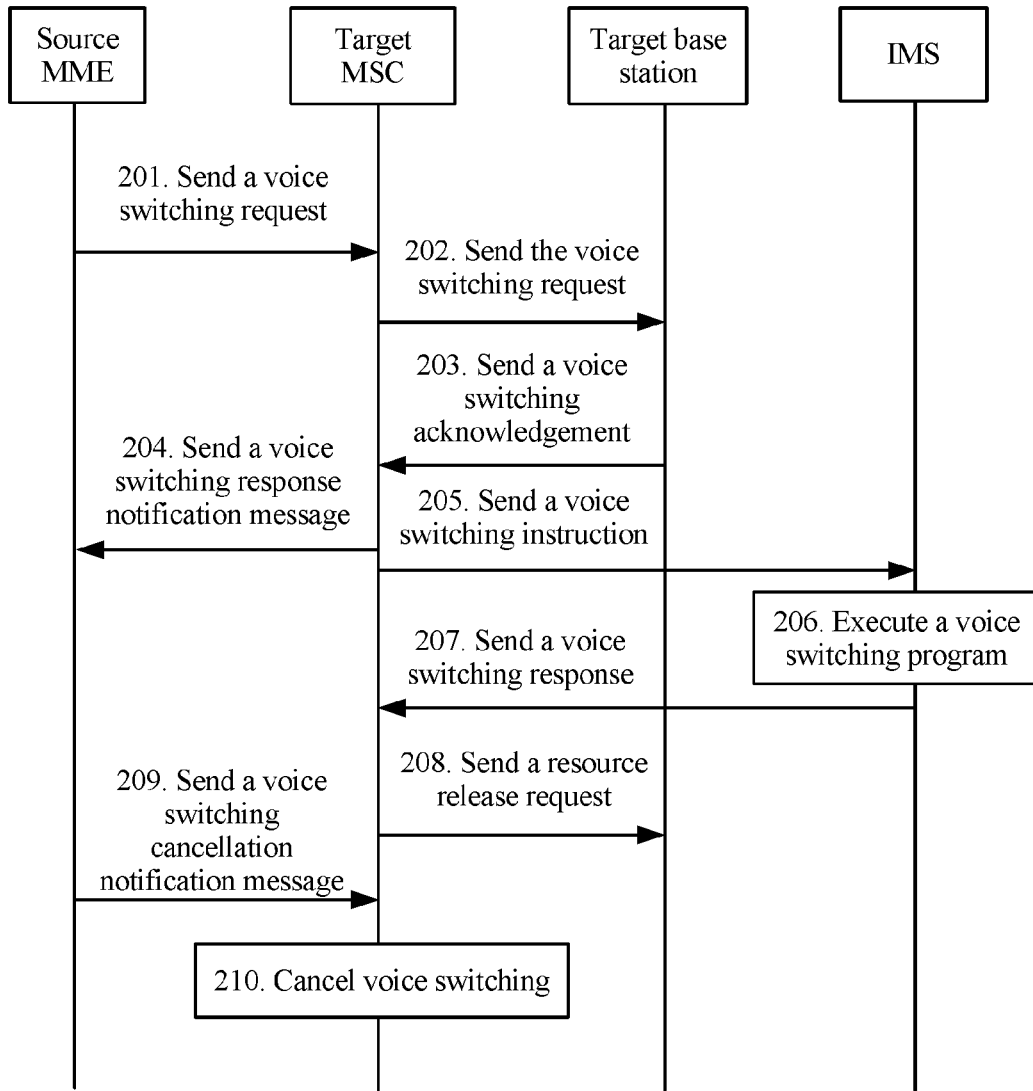 Source
MME
Target
MSC
Target base
station
IMS
201. Send a voice
switching request
202. Send the voice
switching request
203. Send a voice
switching
acknowledgement
204. Send a voice
switching response
notification message
205. Send a voice
switching instruction
206. Execute a voice
switching program
207. Send a voice
switching response
208. Send a resource
release request
209. Send a voice
switching
cancellation
notification message
210. Cancel voice switching